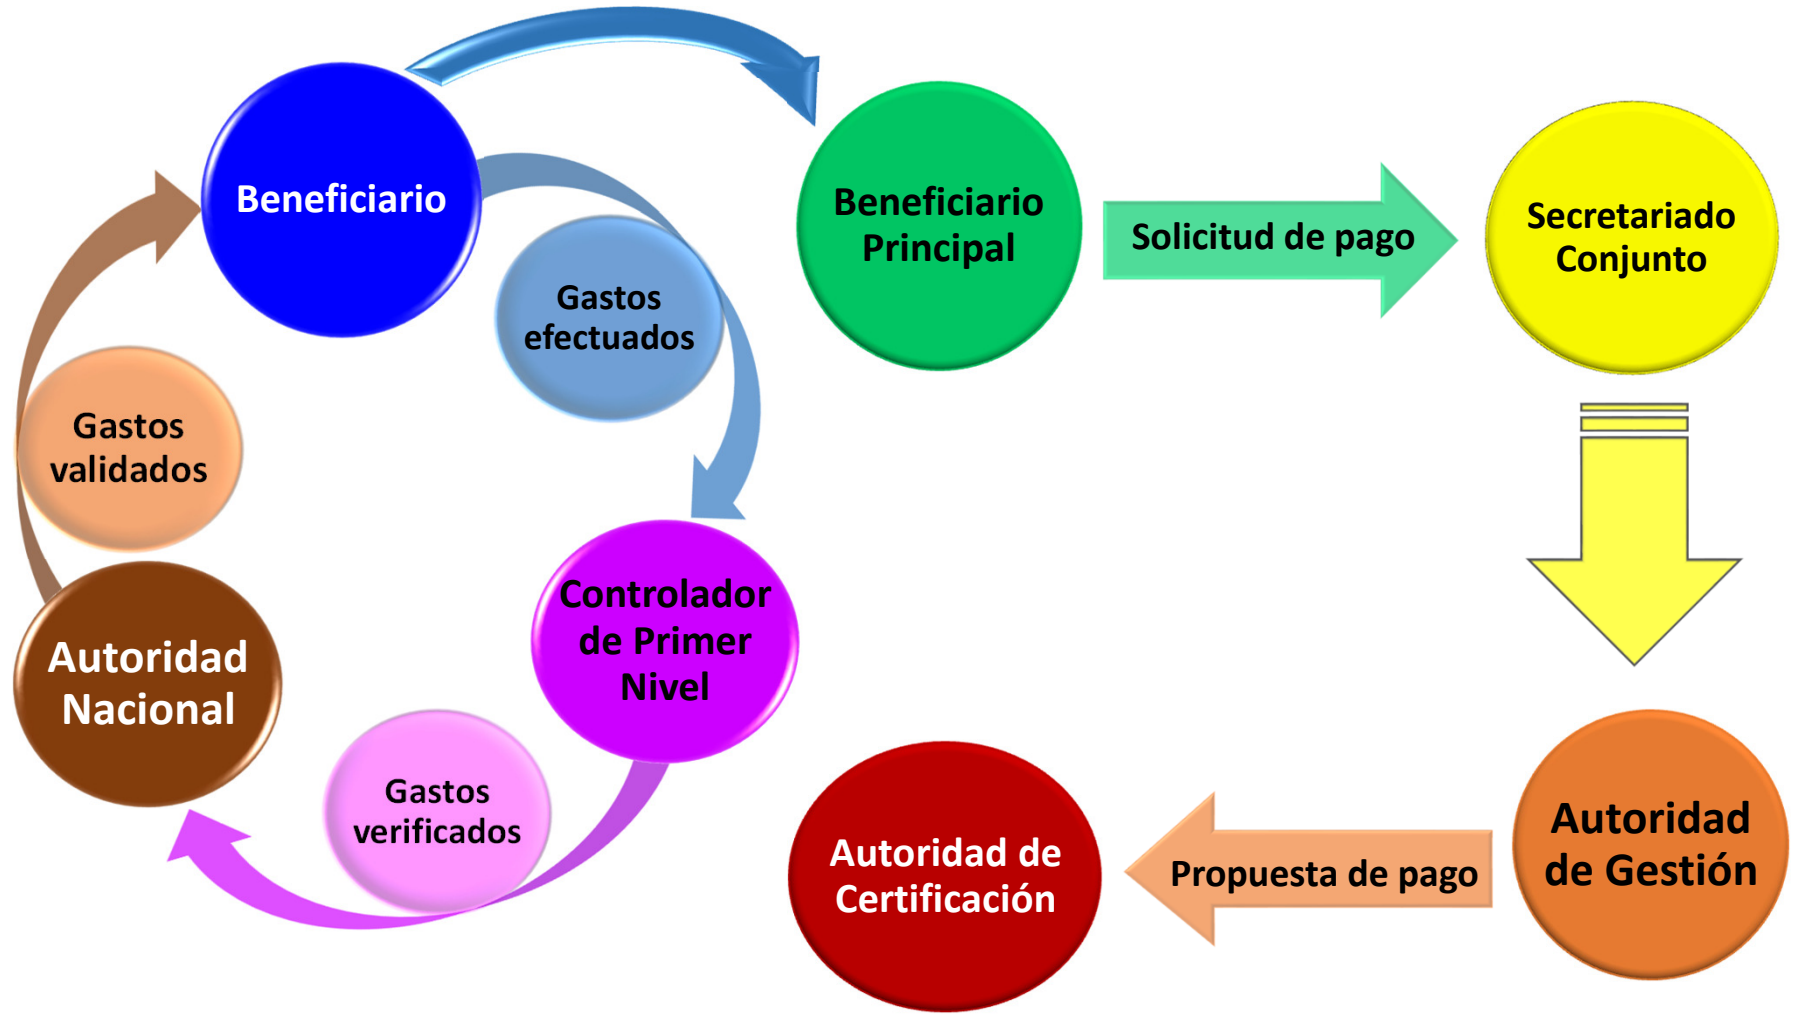 Beneficiario
Gastos
efectuados
Controlador
de Primer
Nivel
Gastos
verificados
Autoridad
Nacional
Gastos
validados
Beneficiario
Principal
Solicitud de pago
Secretariado
Conjunto
Autoridad
de Gestión
Propuesta de pago
Autoridad de
Certificación